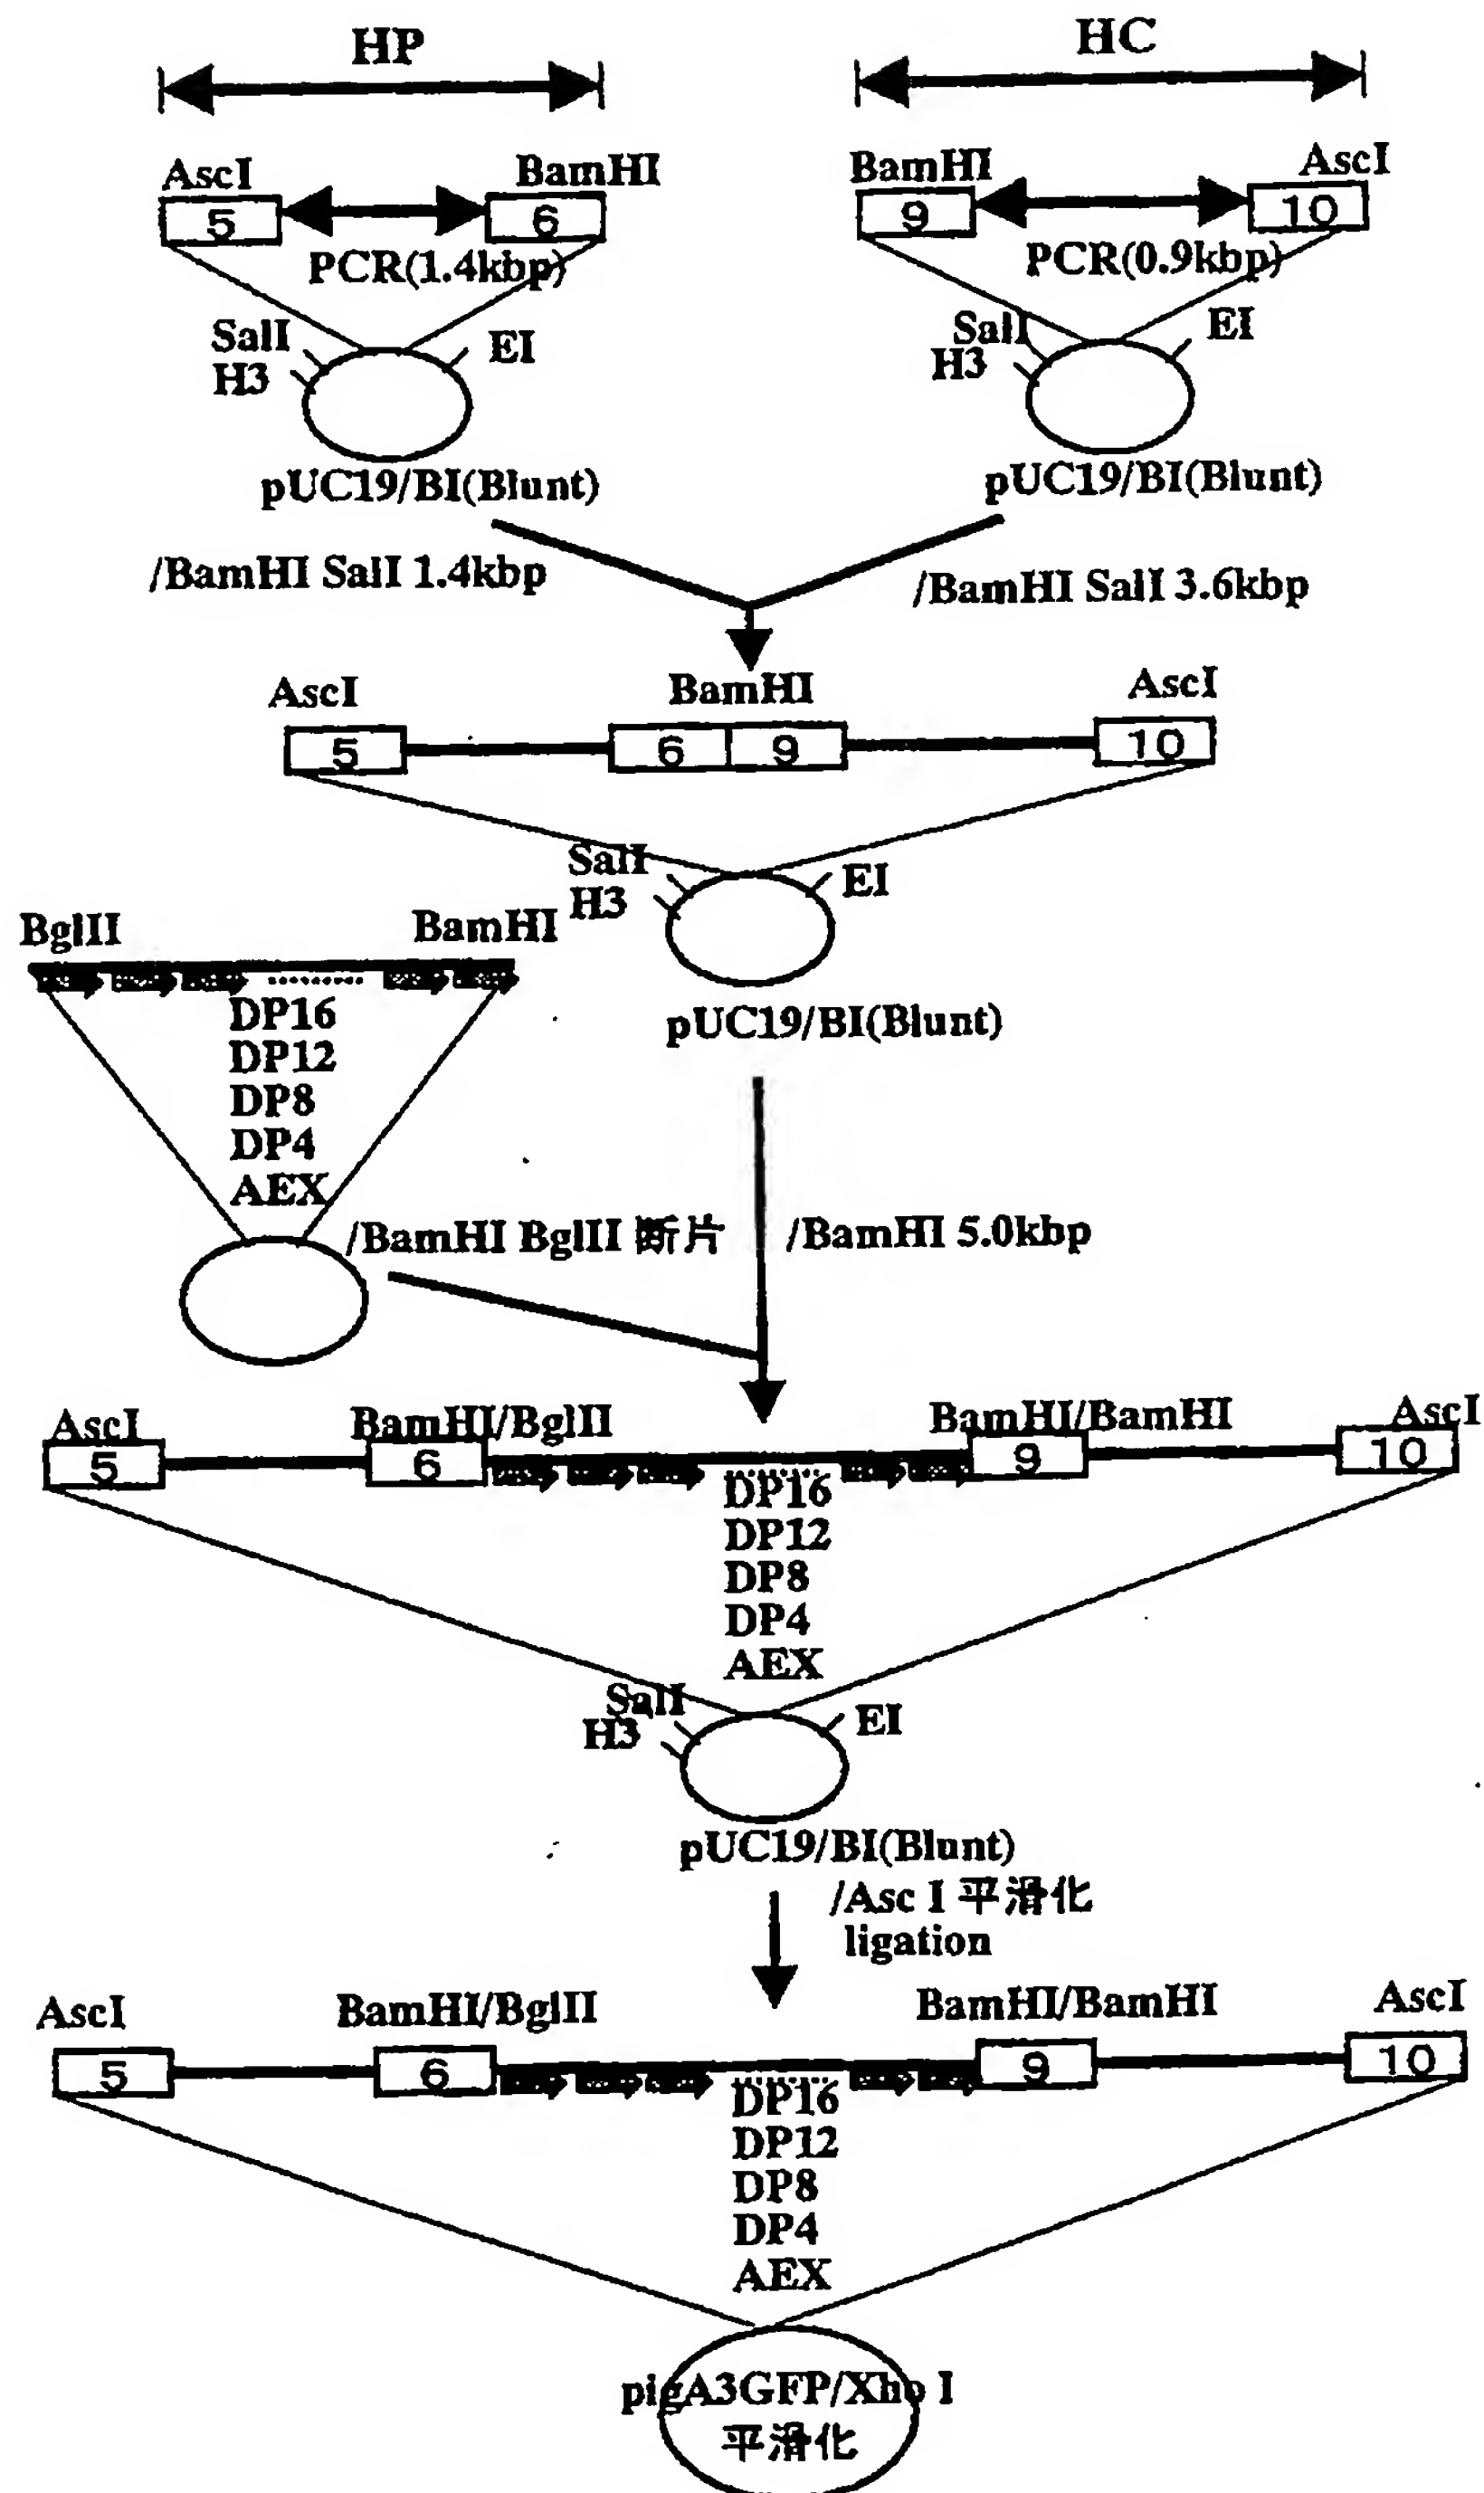 HP
HC
AscI
BamHI
BamHI
AscI
5
6
9
10
PCR(1.4kbp)
PCR(0.9kbp)
SalI
EI
H3
SalI
EI
H3
pUC19/BI(Blunt)
pUC19/BI(Blunt)
/BamHI SalI 1.4kbp
/BamHI SalI 3.6kbp
AscI
BamHI
AscI
5
6
9
10
SalI
EI
H3
BglII
BamHI
pUC19/BI(Blunt)
DP16
DP12
DP8
DP4
AEX
/BamHI BglII 断片
/BamHI 5.0kbp
AscI
BamHI/BglII
BamHI/BamHI
AscI
5
6
9
10
DP16
DP12
DP8
DP4
AEX
SalI
EI
H3
pUC19/BI(Blunt)
/Asc I 平滑化
ligation
AscI
BamHI/BglII
BamHI/BamHI
AscI
5
6
9
10
DP16
DP12
DP8
DP4
AEX
pigA3GFP/Xho I
平滑化